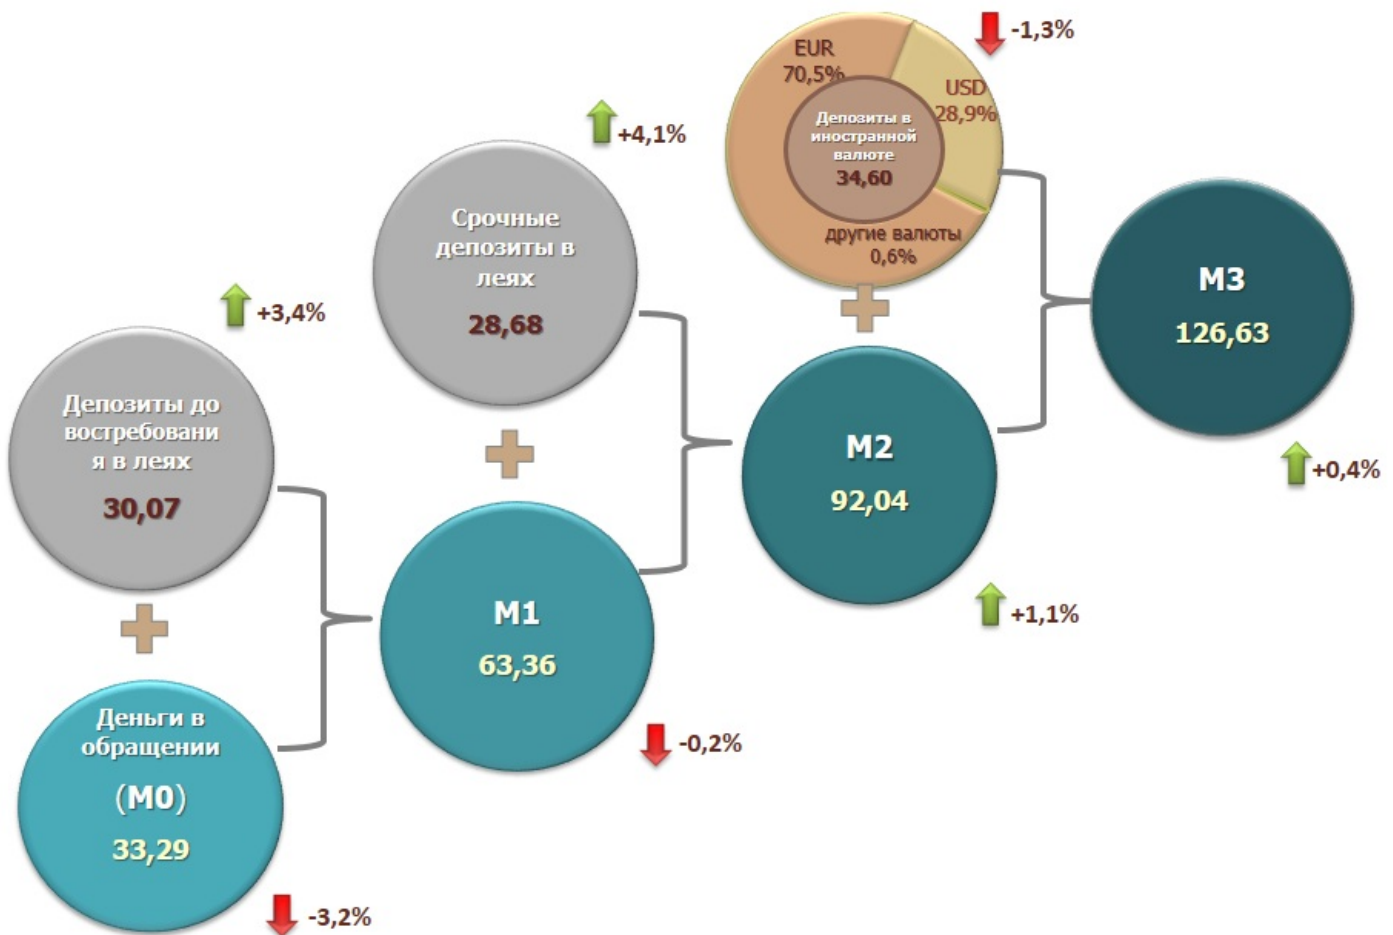 -1,3%
EUR
70,5%
USD
28,9%
Депозиты в
иностранной
валюте
34,60
другие валюты
0,6%
+4,1%
Срочные
депозиты в
леях
28,68
M3
126,63
+0,4%
+3,4%
Депозиты до
востребовани
я в леях
30,07
M2
92,04
+1,1%
M1
63,36
-0,2%
Деньги в
обращении
(M0)
33,29
-3,2%